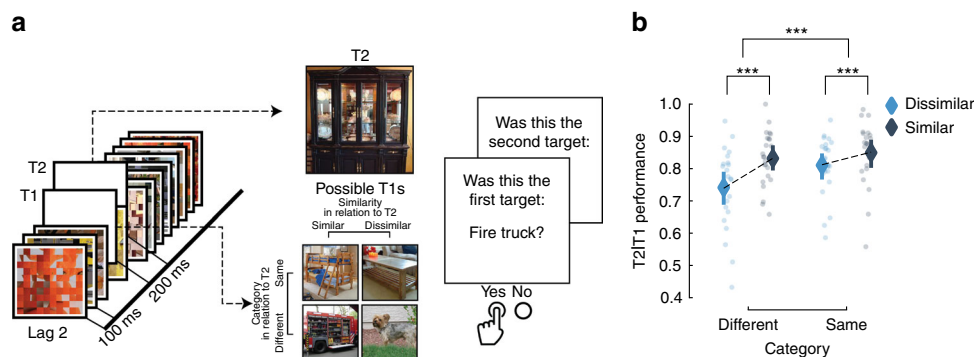 a
T2
T1
Lag 2
100 ms
200 ms
T2
Possible T1s
Similarity
in relation to T2
Similar Dissimilar
Category
in relation to T2
Same
Different
Was this the
second target:
Was this the
first target:
Fire truck?
Yes No
b
***
*** ***
Dissimilar
Similar
T2|T1 performance
1.0
0.9
0.8
0.7
0.6
0.5
0.4
Different Same
Category